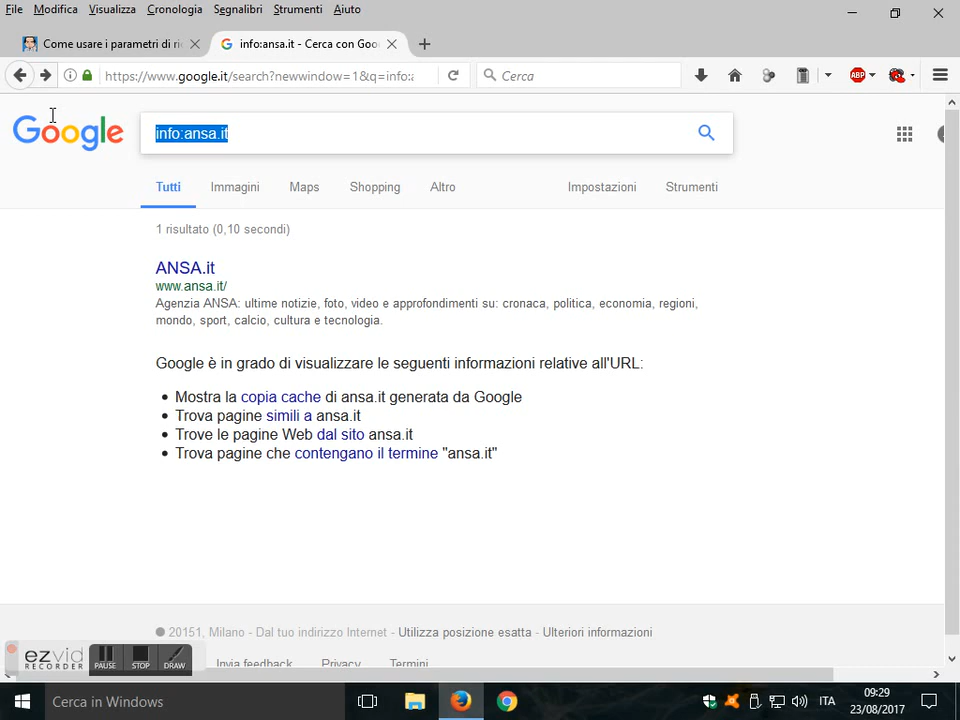 File Modifica Visualizza Cronologia Segnalibri Strumenti Aiuto
Come usare i parametri di ri
info:ansa.it - Cerca con Goo
https://www.google.it/search?newwindow=1&q=info:a
Cerca
ABP
Google
info:ansa.it
Tutti Immagini Maps Shopping Altro Impostazioni Strumenti
1 risultato (0,10 secondi)
ANSA.it
www.ansa.it/
Agenzia ANSA: ultime notizie, foto, video e approfondimenti su: cronaca, politica, economia, regioni,
mondo, sport, calcio, cultura e tecnologia.
Google è in grado di visualizzare le seguenti informazioni relative all'URL:
Mostra la copia cache di ansa.it generata da Google
Trova pagine simili a ansa.it
Trove le pagine Web dal sito ansa.it
Trova pagine che contengano il termine "ansa.it"
20151, Milano - Dal tuo indirizzo Internet - Utilizza posizione esatta - Ulteriori informazioni
Invia feedback Privacy Termini
ezvid
RECORDER
PAUSE STOP DRAW
Cerca in Windows
ITA
09:29
23/08/2017